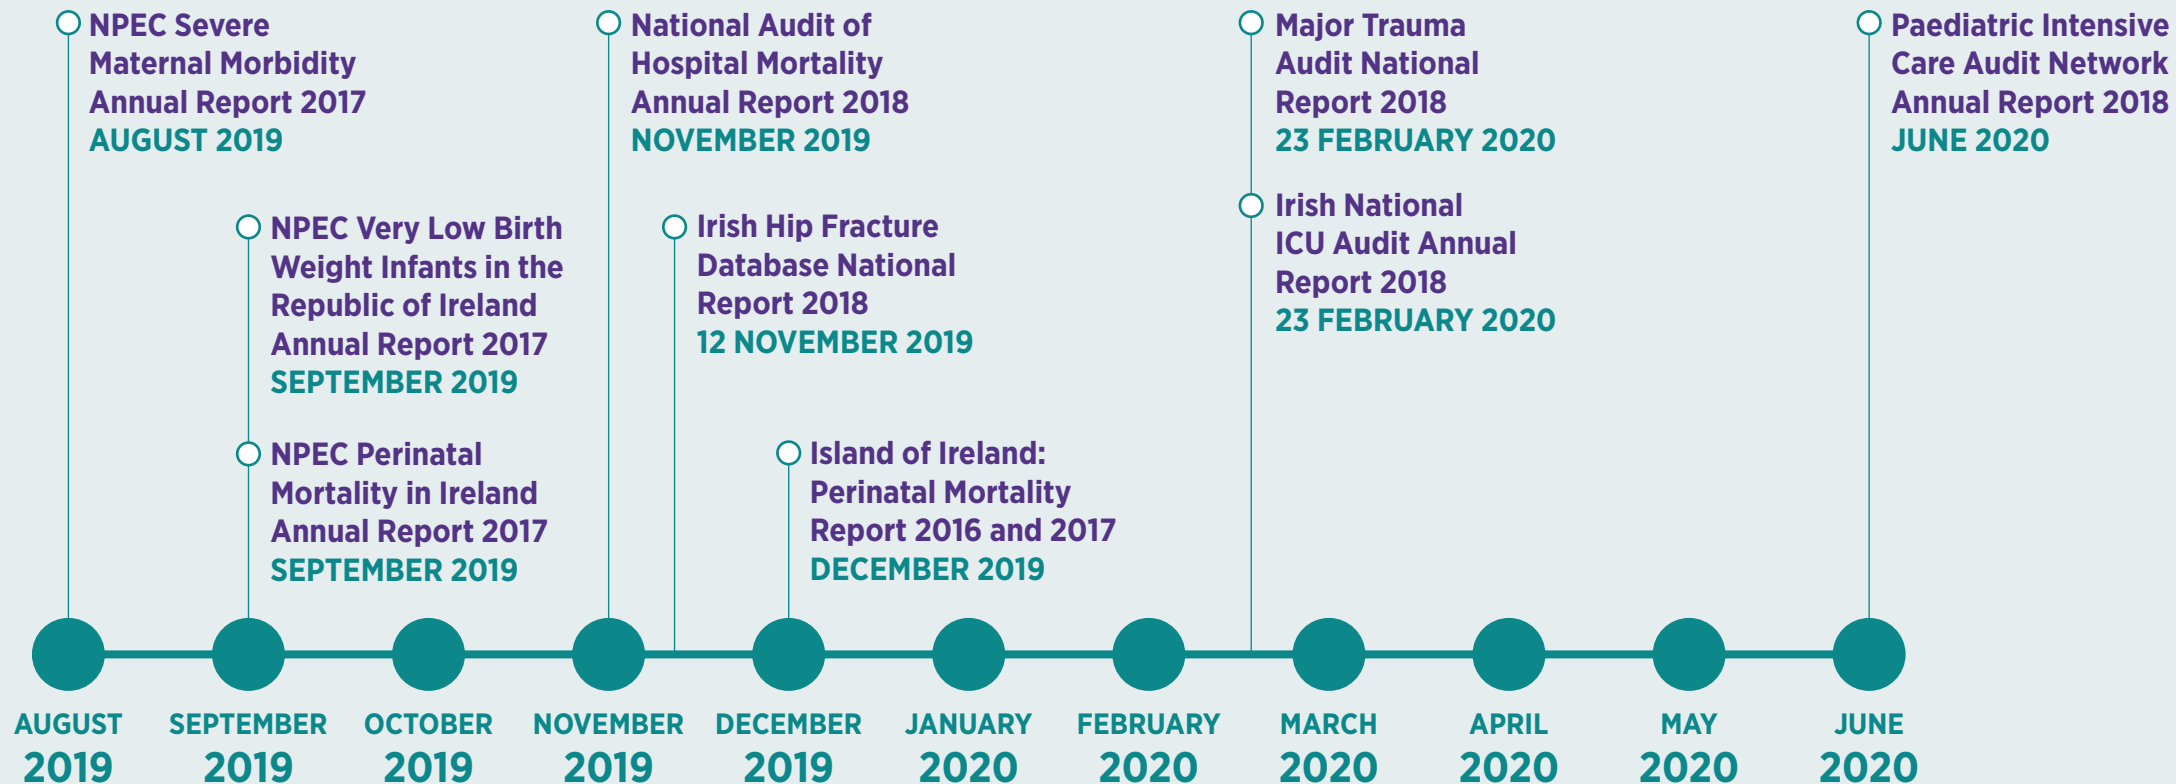 NPEC Severe
Maternal Morbidity
Annual Report 2017
AUGUST 2019
NPEC Very Low Birth
Weight Infants in the
Republic of Ireland
Annual Report 2017
SEPTEMBER 2019
NPEC Perinatal
Mortality in Ireland
Annual Report 2017
SEPTEMBER 2019
National Audit of
Hospital Mortality
Annual Report 2018
NOVEMBER 2019
Irish Hip Fracture
Database National
Report 2018
12 NOVEMBER 2019
Island of Ireland:
Perinatal Mortality
Report 2016 and 2017
DECEMBER 2019
Major Trauma
Audit National
Report 2018
23 FEBRUARY 2020
Irish National
ICU Audit Annual
Report 2018
23 FEBRUARY 2020
Paediatric Intensive
Care Audit Network
Annual Report 2018
JUNE 2020
AUGUST
2019
SEPTEMBER
2019
OCTOBER
2019
NOVEMBER
2019
DECEMBER
2019
JANUARY
2020
FEBRUARY
2020
MARCH
2020
APRIL
2020
MAY
2020
JUNE
2020